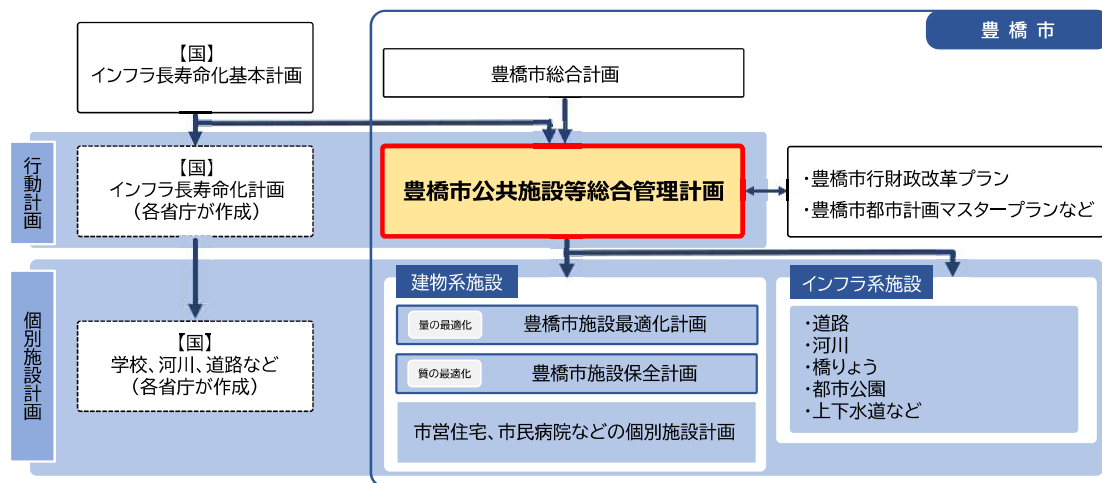 豊橋市
【国】
インフラ長寿命化基本計画
豊橋市総合計画
行動計画
【国】
インフラ長寿命化計画
（各省庁が作成）
豊橋市公共施設等総合管理計画
・豊橋市行財政改革プラン
・豊橋市都市計画マスタープランなど
個別施設計画
【国】
学校、河川、道路など
（各省庁が作成）
建物系施設
量の最適化 豊橋市施設最適化計画
質の最適化 豊橋市施設保全計画
市営住宅、市民病院などの個別施設計画
インフラ系施設
・道路
・河川
・橋りょう
・都市公園
・上下水道など